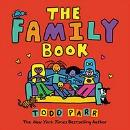 THE
FAMILY
BOOK
TODD PARR
The New York Times Bestselling Author